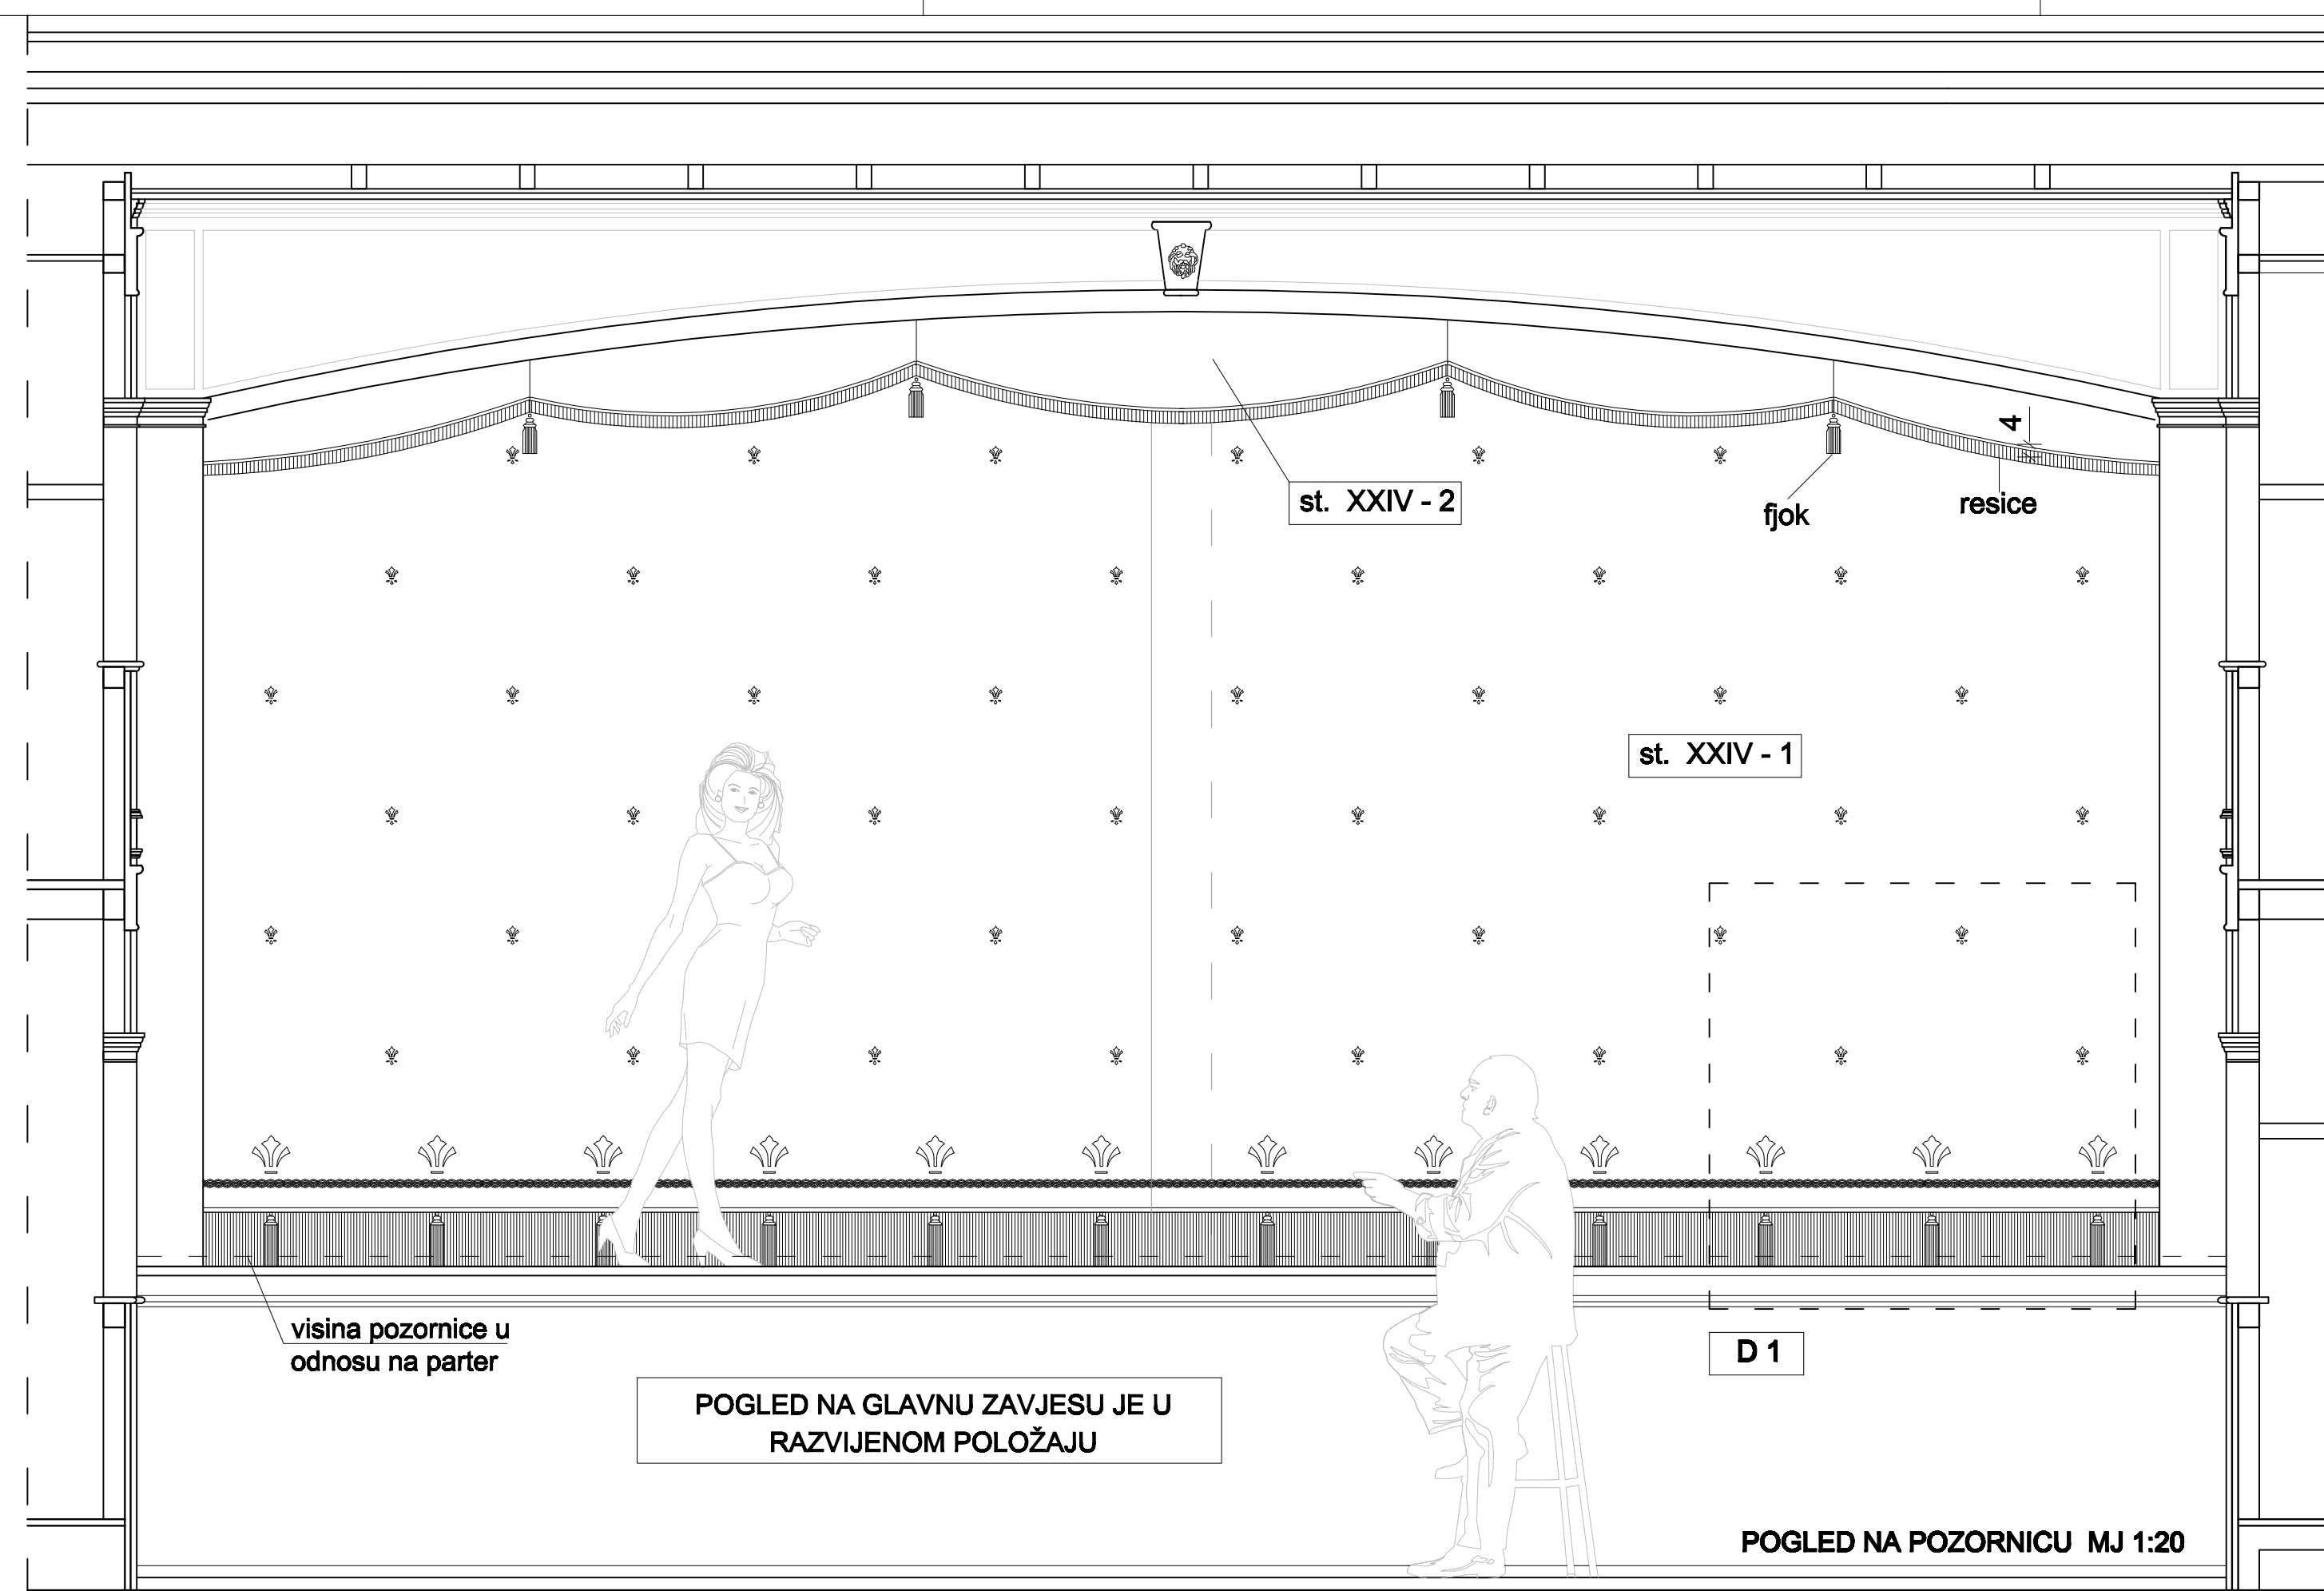 4
st. XXIV - 2
fjok
resice
st. XXIV - 1
visina pozornice u
odnosu na parter
D 1
POGLED NA GLAVNU ZAVJESU JE U
RAZVIJENOM POLOŽAJU
POGLED NA POZORNICU MJ 1:20